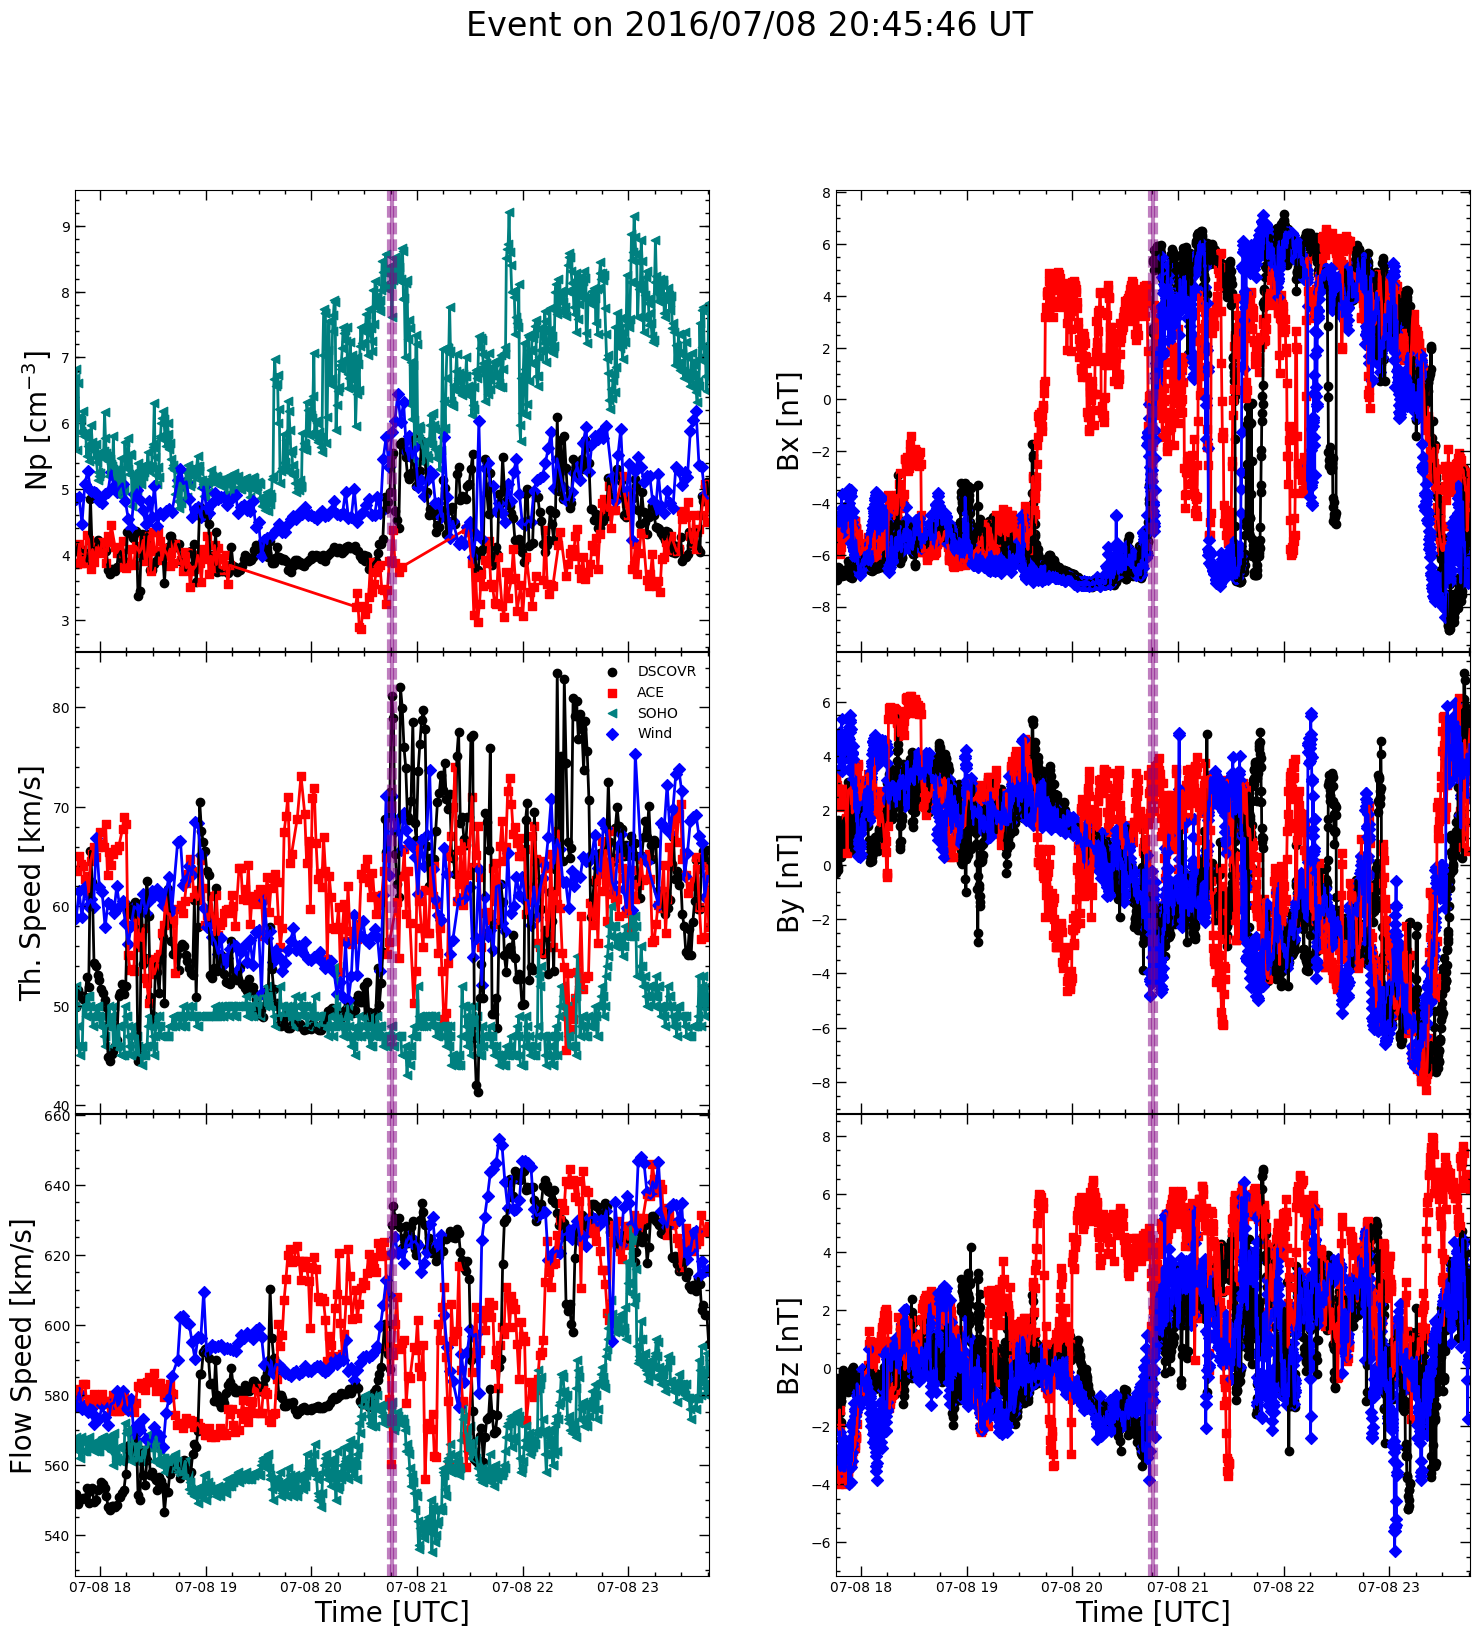 Event on 2016/07/08 20:45:46 UT
Np [cm⁻³]
9
8
7
6
5
4
3
Bx [nT]
8
6
4
2
0
−2
−4
−6
−8
Th. Speed [km/s]
80
70
60
50
40
DSCOVR
ACE
SOHO
Wind
By [nT]
6
4
2
0
−2
−4
−6
−8
Flow Speed [km/s]
660
640
620
600
580
560
540
Bz [nT]
8
6
4
2
0
−2
−4
−6
07-08 18 07-08 19 07-08 20 07-08 21 07-08 22 07-08 23
Time [UTC]
07-08 18 07-08 19 07-08 20 07-08 21 07-08 22 07-08 23
Time [UTC]